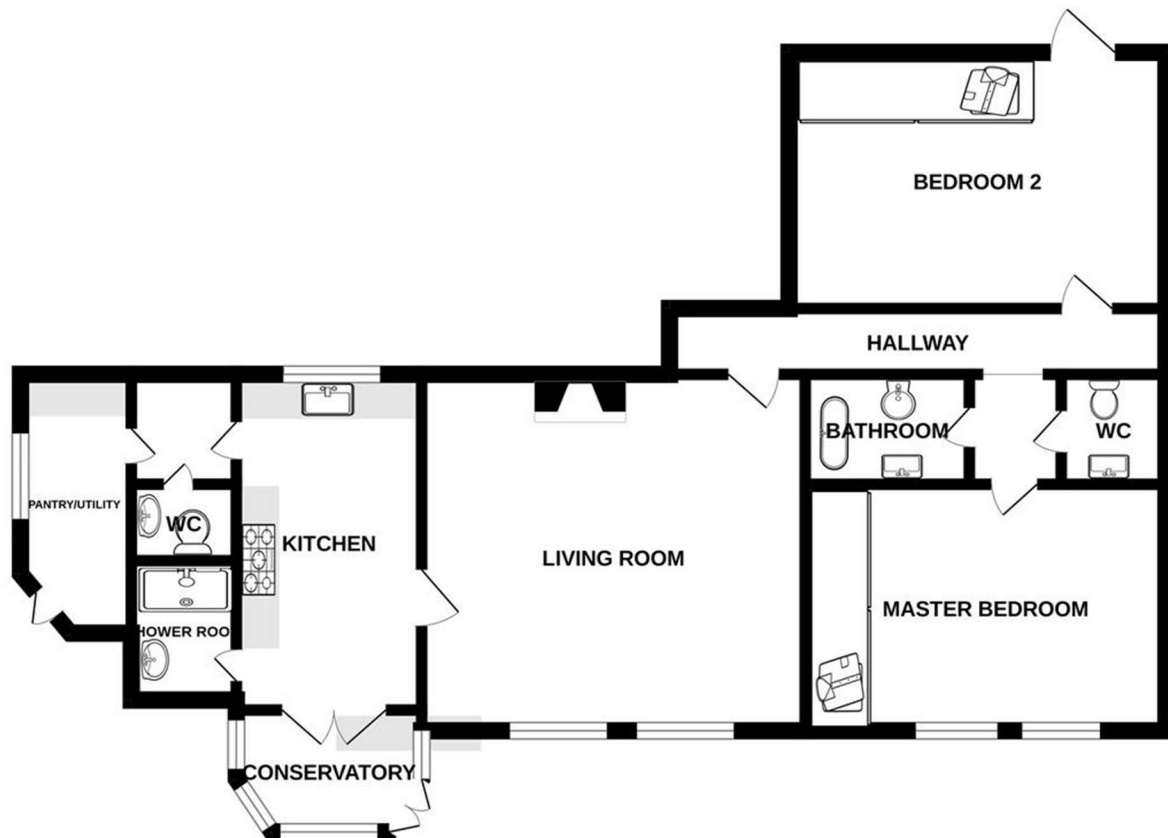 BEDROOM 2
HALLWAY
BATHROOM
WC
PANTRY/UTILITY
WC
KITCHEN
LIVING ROOM
MASTER BEDROOM
HOWER ROO
CONSERVATORY